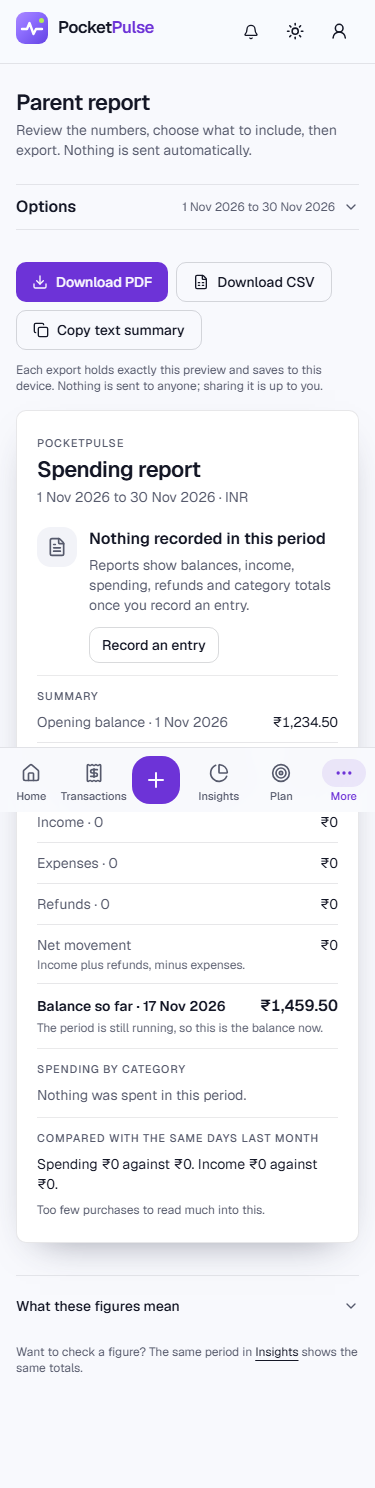 PocketPulse
Parent report
Review the numbers, choose what to include, then
export. Nothing is sent automatically.
Options
1 Nov 2026 to 30 Nov 2026
Download PDF
Download CSV
Copy text summary
Each export holds exactly this preview and saves to this
device. Nothing is sent to anyone; sharing it is up to you.
POCKETPULSE
Spending report
1 Nov 2026 to 30 Nov 2026 · INR
Nothing recorded in this period
Reports show balances, income,
spending, refunds and category totals
once you record an entry.
Record an entry
SUMMARY
Opening balance · 1 Nov 2026 ₹1,234.50
Home
Transactions
Insights
Plan
More
Income · 0 ₹0
Expenses · 0 ₹0
Refunds · 0 ₹0
Net movement ₹0
Income plus refunds, minus expenses.
Balance so far · 17 Nov 2026 ₹1,459.50
The period is still running, so this is the balance now.
SPENDING BY CATEGORY
Nothing was spent in this period.
COMPARED WITH THE SAME DAYS LAST MONTH
Spending ₹0 against ₹0. Income ₹0 against
₹0.
Too few purchases to read much into this.
What these figures mean
Want to check a figure? The same period in Insights shows the
same totals.